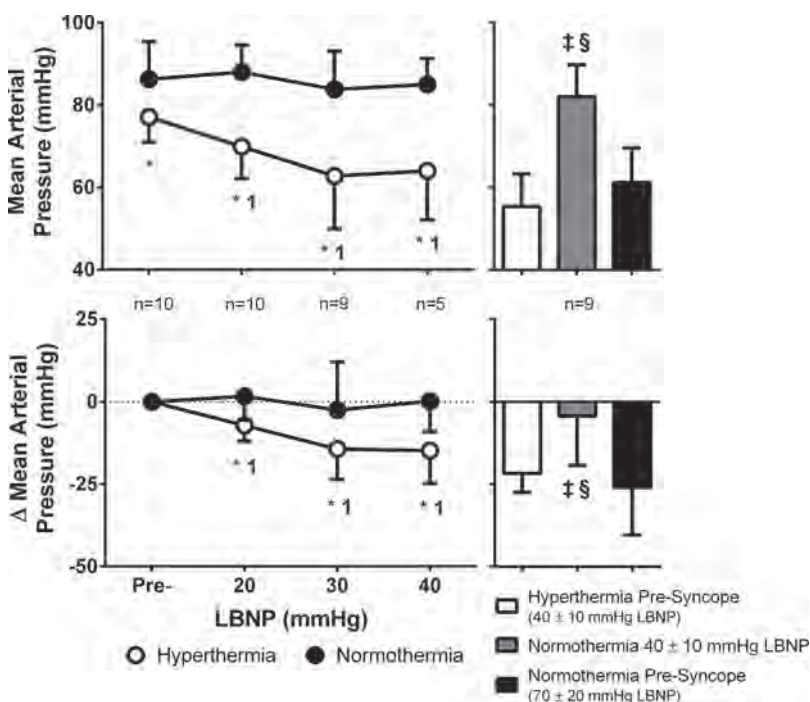 Mean Arterial
Pressure (mmHg)
100
80
60
40
*
* 1
* 1
* 1
‡ §
n=10
n=10
n=9
n=5
n=9
Δ Mean Arterial
Pressure (mmHg)
25
0
-25
-50
* 1
* 1
* 1
‡ §
Pre-
20
30
40
LBNP (mmHg)
Hyperthermia
Normothermia
Hyperthermia Pre-Syncope
(40 ± 10 mmHg LBNP)
Normothermia 40 ± 10 mmHg LBNP
Normothermia Pre-Syncope
(70 ± 20 mmHg LBNP)